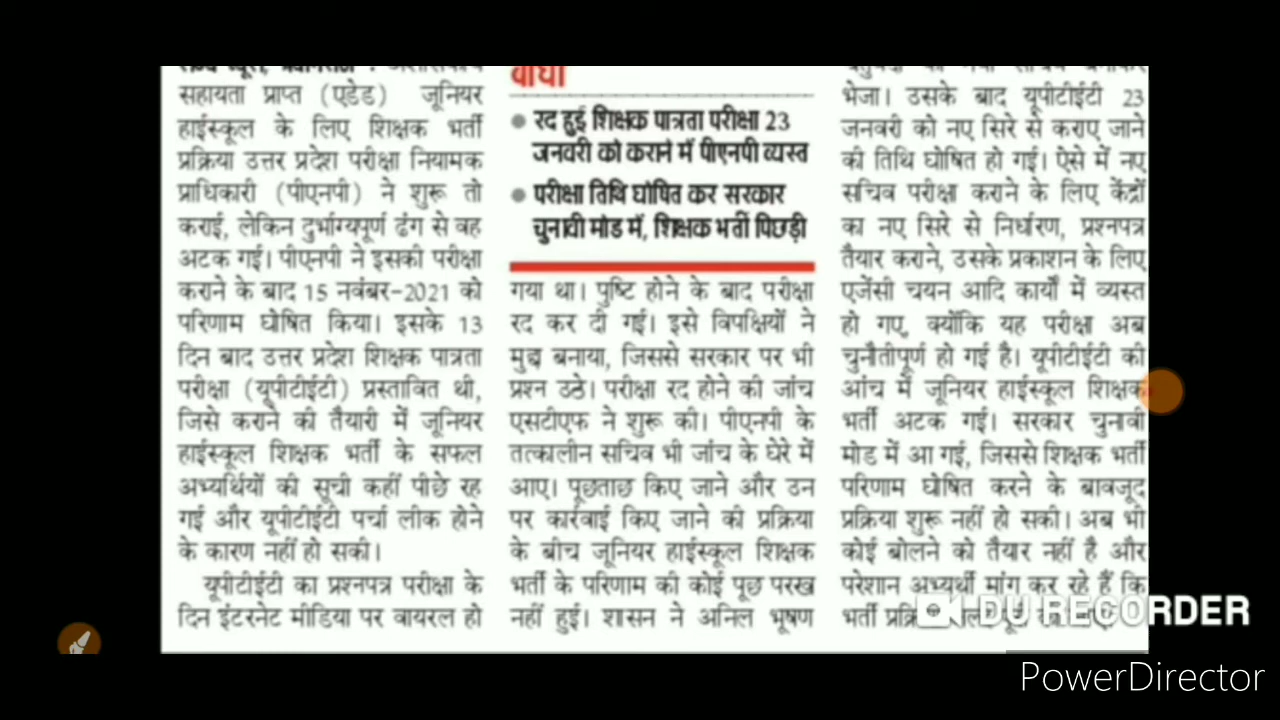 सहायता प्राप्त (एडेड) जूनियर
हाईस्कूल के लिए शिक्षक भर्ती
प्रक्रिया उत्तर प्रदेश परीक्षा नियामक
प्राधिकारी (पीएनपी) ने शुरू तो
कराई, लेकिन दुर्भाग्यपूर्ण ढंग से वह
अटक गई। पीएनपी ने इसकी परीक्षा
कराने के बाद 15 नवंबर-2021 को
परिणाम घोषित किया। इसके 13
दिन बाद उत्तर प्रदेश शिक्षक पात्रता
परीक्षा (यूपीटीईटी) प्रस्तावित थी,
जिसे कराने की तैयारी में जूनियर
हाईस्कूल शिक्षक भर्ती के सफल
अभ्यर्थियों की सूची कहीं पीछे रह
गई और यूपीटीईटी पर्चा लीक होने
के कारण नहीं हो सकी।
यूपीटीईटी का प्रश्नपत्र परीक्षा के
दिन इंटरनेट मीडिया पर वायरल हो
बाधा
● रद हुई शिक्षक पात्रता परीक्षा 23
जनवरी को कराने में पीएनपी व्यस्त
● परीक्षा तिथि घोषित कर सरकार
चुनावी मोड में, शिक्षक भर्ती पिछड़ी
गया था। पुष्टि होने के बाद परीक्षा
रद कर दी गई। इसे विपक्षियों ने
मुद्दा बनाया, जिससे सरकार पर भी
प्रश्न उठे। परीक्षा रद होने की जांच
एसटीएफ ने शुरू की। पीएनपी के
तत्कालीन सचिव भी जांच के घेरे में
आए। पूछताछ किए जाने और उन
पर कार्रवाई किए जाने की प्रक्रिया
के बीच जूनियर हाईस्कूल शिक्षक
भर्ती के परिणाम की कोई पूछ परख
नहीं हुई। शासन ने अनिल भूषण
भेजा। उसके बाद यूपीटीईटी 23
जनवरी को नए सिरे से कराए जाने
की तिथि घोषित हो गई। ऐसे में नए
सचिव परीक्षा कराने के लिए केंद्रों
का नए सिरे से निर्धारण, प्रश्नपत्र
तैयार कराने, उसके प्रकाशन के लिए
एजेंसी चयन आदि कार्यों में व्यस्त
हो गए, क्योंकि यह परीक्षा अब
चुनौतीपूर्ण हो गई है। यूपीटीईटी की
आंच में जूनियर हाईस्कूल शिक्षक
भर्ती अटक गई। सरकार चुनावी
मोड में आ गई, जिससे शिक्षक भर्ती
परिणाम घोषित करने के बावजूद
प्रक्रिया शुरू नहीं हो सकी। अब भी
कोई बोलने को तैयार नहीं है और
परेशान अभ्यर्थी मांग कर रहे हैं कि
भर्ती
DU RECORDER
PowerDirector